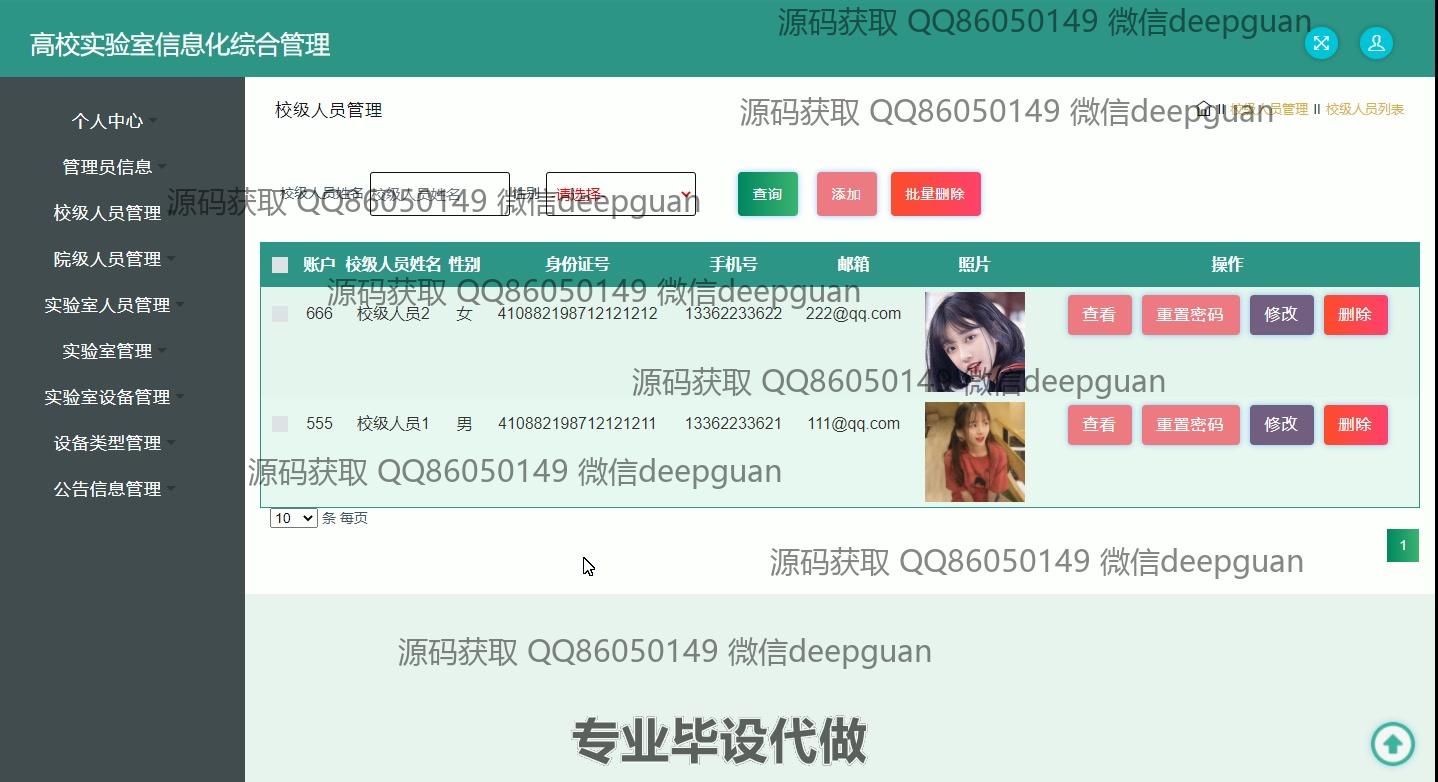 源码获取 QQ86050149 微信deepguan
高校实验室信息化综合管理
源码获取 QQ86050149 微信deepguan
校级人员管理
校级人员管理 校级人员列表
个人中心
管理员信息
校级人员管理
院级人员管理
实验室人员管理
实验室管理
实验室设备管理
设备类型管理
公告信息管理
校级人员姓名 校级人员姓名 性别 请选择 查询 添加 批量删除
源码获取 QQ86050149 微信deepguan
账户 校级人员姓名 性别 身份证号 手机号 邮箱 照片 操作
源码获取 QQ86050149 微信deepguan
666 校级人员2 女 410882198712121212 13362233622 222@qq.com 查看 重置密码 修改 删除
源码获取 QQ86050149 微信deepguan
555 校级人员1 男 410882198712121211 13362233621 111@qq.com 查看 重置密码 修改 删除
源码获取 QQ86050149 微信deepguan
10 条 每页
1
源码获取 QQ86050149 微信deepguan
源码获取 QQ86050149 微信deepguan
专业毕设代做